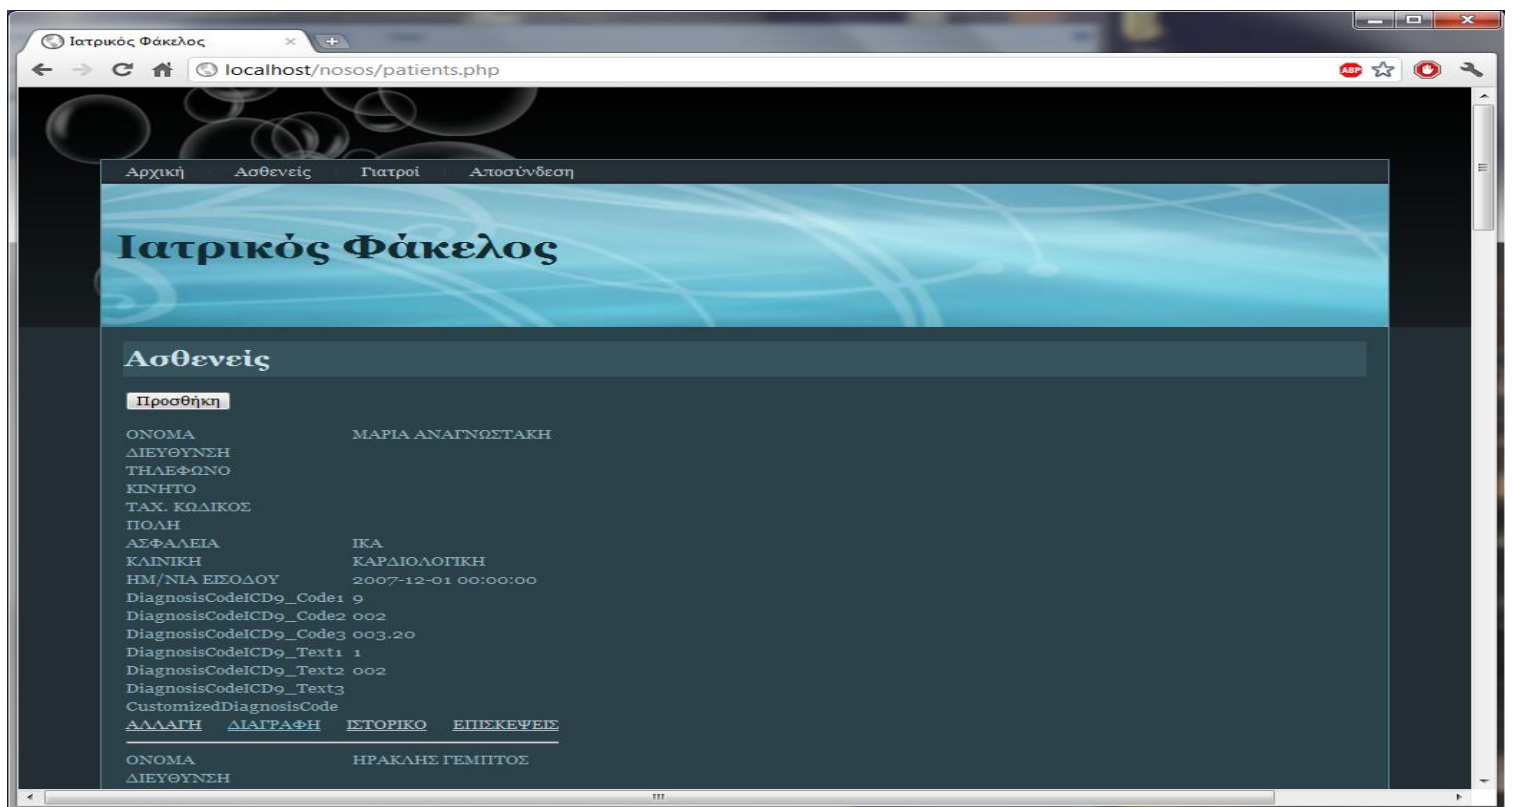 Ιατρικός Φάκελος
localhost/nosos/patients.php
ABP
Αρχική Ασθενείς Γιατροί Αποσύνδεση
Ιατρικός Φάκελος
Ασθενείς
Προσθήκη
ΟΝΟΜΑ ΜΑΡΙΑ ΑΝΑΓΝΩΣΤΑΚΗ
ΔΙΕΥΘΥΝΣΗ
ΤΗΛΕΦΩΝΟ
ΚΙΝΗΤΟ
ΤΑΧ. ΚΩΔΙΚΟΣ
ΠΟΛΗ
ΑΣΦΑΛΕΙΑ ΙΚΑ
ΚΛΙΝΙΚΗ ΚΑΡΔΙΟΛΟΓΙΚΗ
ΗΜ/ΝΙΑ ΕΙΣΟΔΟΥ 2007-12-01 00:00:00
DiagnosisCodeICD9_Code1 9
DiagnosisCodeICD9_Code2 002
DiagnosisCodeICD9_Code3 003.20
DiagnosisCodeICD9_Text1 1
DiagnosisCodeICD9_Text2 002
DiagnosisCodeICD9_Text3
CustomizedDiagnosisCode
ΑΛΛΑΓΗ ΔΙΑΓΡΑΦΗ ΙΣΤΟΡΙΚΟ ΕΠΙΣΚΕΨΕΙΣ
ΟΝΟΜΑ ΗΡΑΚΛΗΣ ΓΕΜΠΤΟΣ
ΔΙΕΥΘΥΝΣΗ